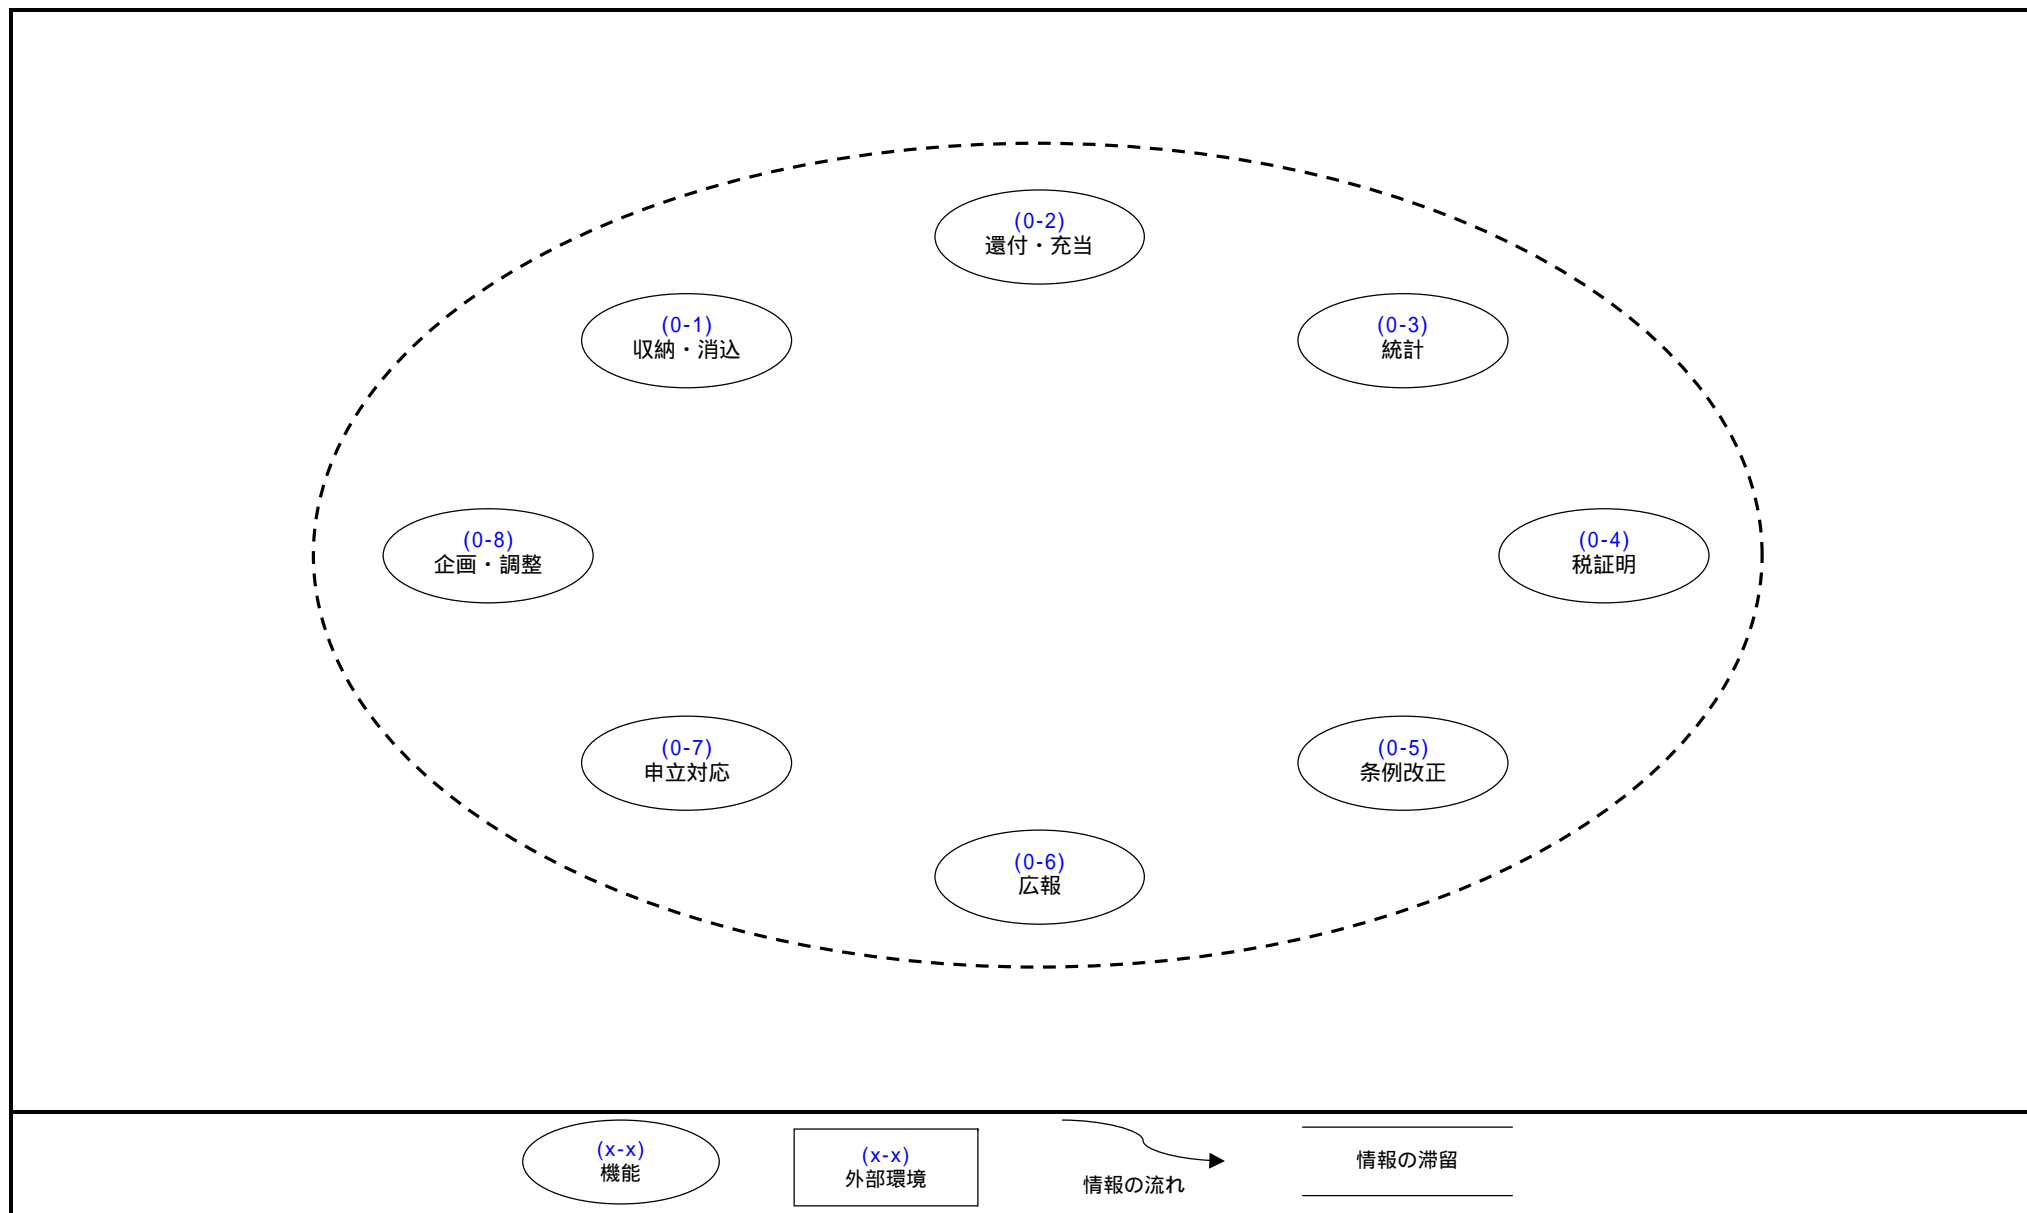 (0-2)
還付・充当
(0-1)
収納・消込
(0-3)
統計
(0-8)
企画・調整
(0-4)
税証明
(0-7)
申立対応
(0-5)
条例改正
(0-6)
広報
(x-x)
機能
(x-x)
外部環境
情報の流れ
情報の滞留